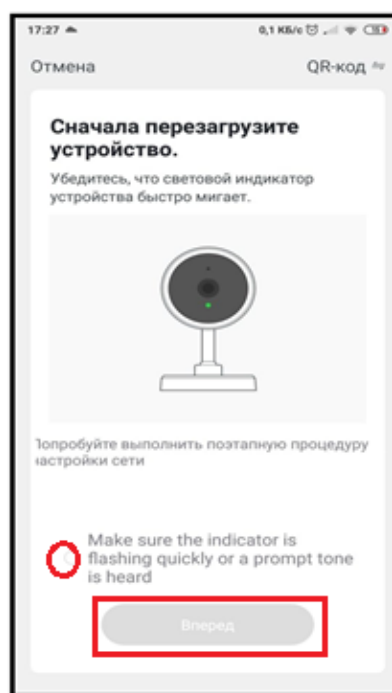 17:27
0,1 КБ/с
Отмена
QR-код
Сначала перезагрузите
устройство.
Убедитесь, что световой индикатор
устройства быстро мигает.
Попробуйте выполнить поэтапную процедуру
настройки сети
Make sure the indicator is
flashing quickly or a prompt tone
is heard
Вперед